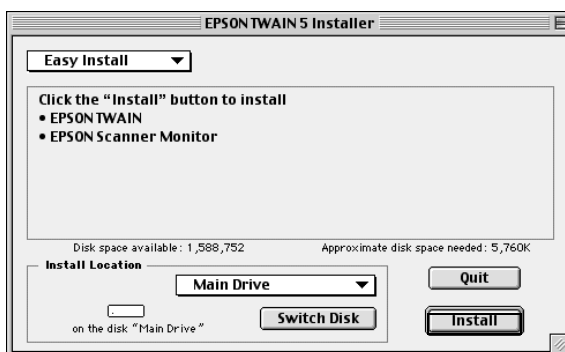 EPSON TWAIN 5 Installer
Easy Install
Click the “Install” button to install
• EPSON TWAIN
• EPSON Scanner Monitor
Disk space available: 1,588,752 Approximate disk space needed: 5,760K
Install Location
Main Drive
Quit
on the disk “Main Drive”
Switch Disk
Install